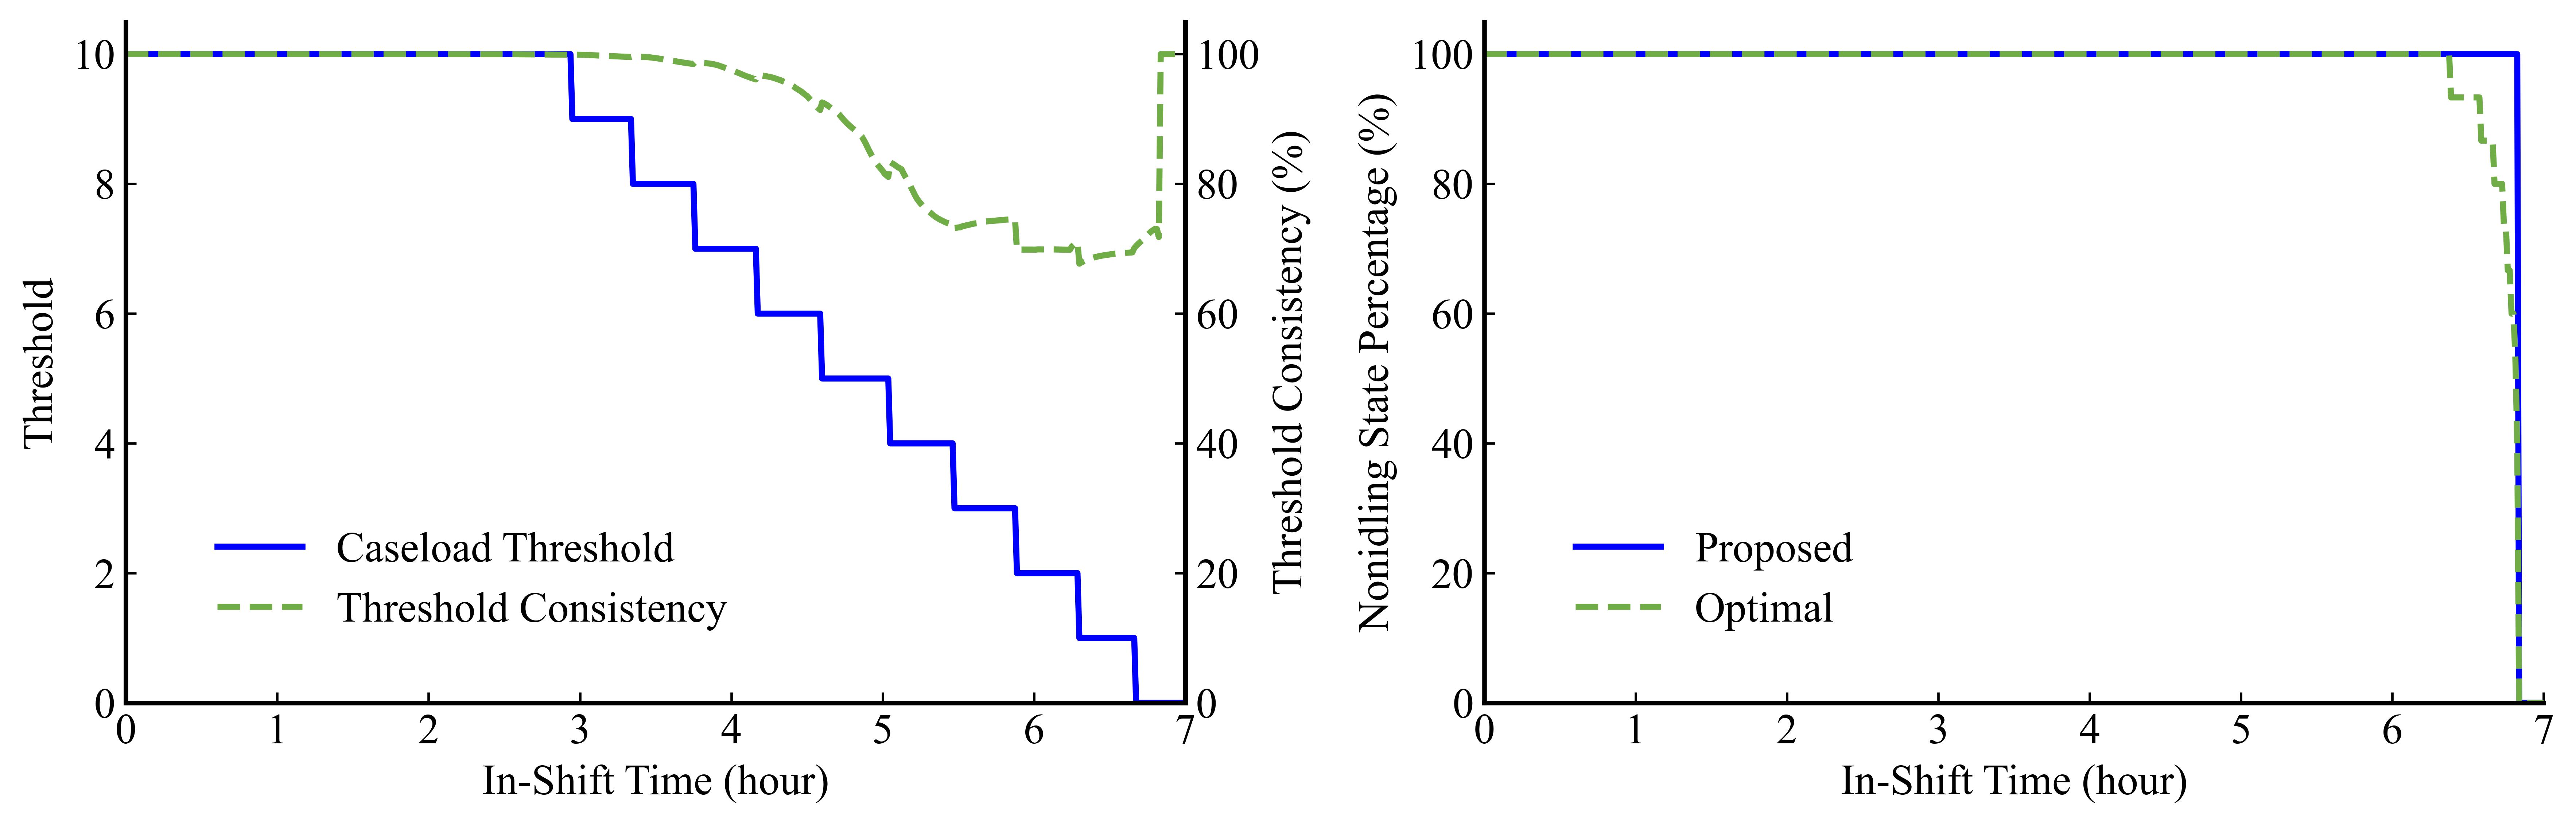 Threshold
10
8
6
4
2
0
Caseload Threshold
Threshold Consistency
0 1 2 3 4 5 6 7
In-Shift Time (hour)
100
80
60
40
20
0
Threshold Consistency (%)
Nonidling State Percentage (%)
100
80
60
40
20
0
Proposed
Optimal
0 1 2 3 4 5 6 7
In-Shift Time (hour)